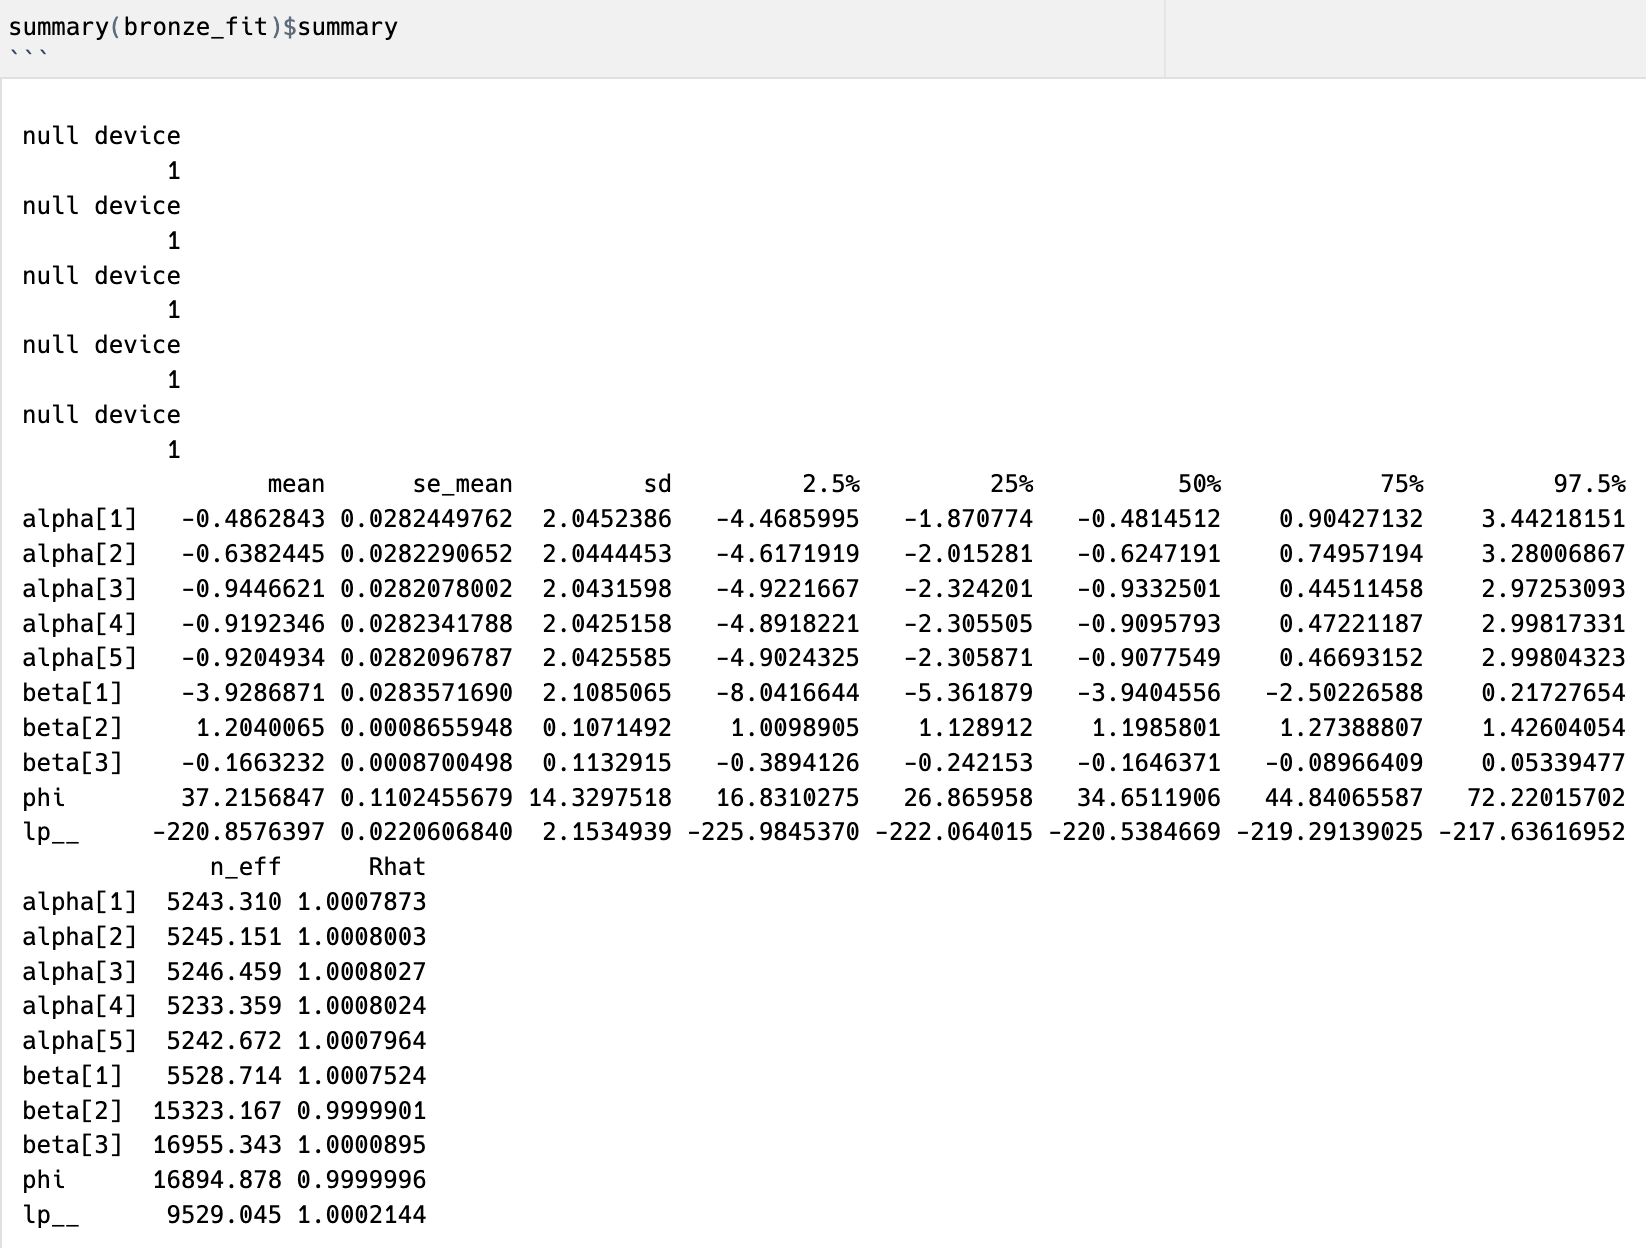 summary(bronze_fit)$summary
```
null device
1
null device
1
null device
1
null device
1
null device
1
mean se_mean sd 2.5% 25% 50% 75% 97.5%
alpha[1] -0.4862843 0.0282449762 2.0452386 -4.4685995 -1.870774 -0.4814512 0.90427132 3.44218151
alpha[2] -0.6382445 0.0282290652 2.0444453 -4.6171919 -2.015281 -0.6247191 0.74957194 3.28006867
alpha[3] -0.9446621 0.0282078002 2.0431598 -4.9221667 -2.324201 -0.9332501 0.44511458 2.97253093
alpha[4] -0.9192346 0.0282341788 2.0425158 -4.8918221 -2.305505 -0.9095793 0.47221187 2.99817331
alpha[5] -0.9204934 0.0282096787 2.0425585 -4.9024325 -2.305871 -0.9077549 0.46693152 2.99804323
beta[1] -3.9286871 0.0283571690 2.1085065 -8.0416644 -5.361879 -3.9404556 -2.50226588 0.21727654
beta[2] 1.2040065 0.0008655948 0.1071492 1.0098905 1.128912 1.1985801 1.27388807 1.42604054
beta[3] -0.1663232 0.0008700498 0.1132915 -0.3894126 -0.242153 -0.1646371 -0.08966409 0.05339477
phi 37.2156847 0.1102455679 14.3297518 16.8310275 26.865958 34.6511906 44.84065587 72.22015702
lp__ -220.8576397 0.0220606840 2.1534939 -225.9845370 -222.064015 -220.5384669 -219.29139025 -217.63616952
n_eff Rhat
alpha[1] 5243.310 1.0007873
alpha[2] 5245.151 1.0008003
alpha[3] 5246.459 1.0008027
alpha[4] 5233.359 1.0008024
alpha[5] 5242.672 1.0007964
beta[1] 5528.714 1.0007524
beta[2] 15323.167 0.9999901
beta[3] 16955.343 1.0000895
phi 16894.878 0.9999996
lp__ 9529.045 1.0002144